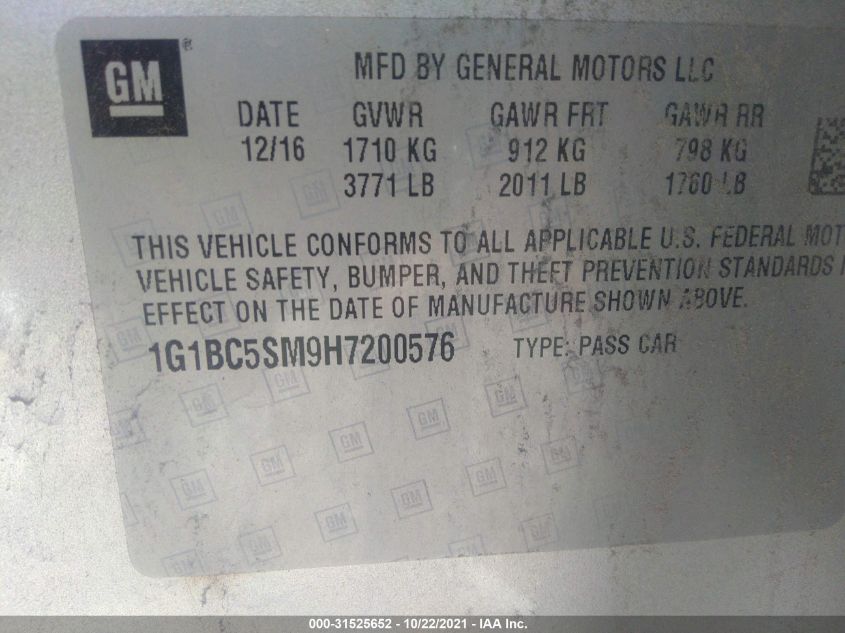 GM®
MFD BY GENERAL MOTORS LLC
DATE GVWR GAWR FRT GAWR RR
12/16 1710 KG 912 KG 798 KG
3771 LB 2011 LB 1760 LB
THIS VEHICLE CONFORMS TO ALL APPLICABLE U.S. FEDERAL MOT
VEHICLE SAFETY, BUMPER, AND THEFT PREVENTION STANDARDS I
EFFECT ON THE DATE OF MANUFACTURE SHOWN ABOVE.
1G1BC5SM9H7200576 TYPE: PASS CAR
000-31525652 - 10/22/2021 - IAA Inc.